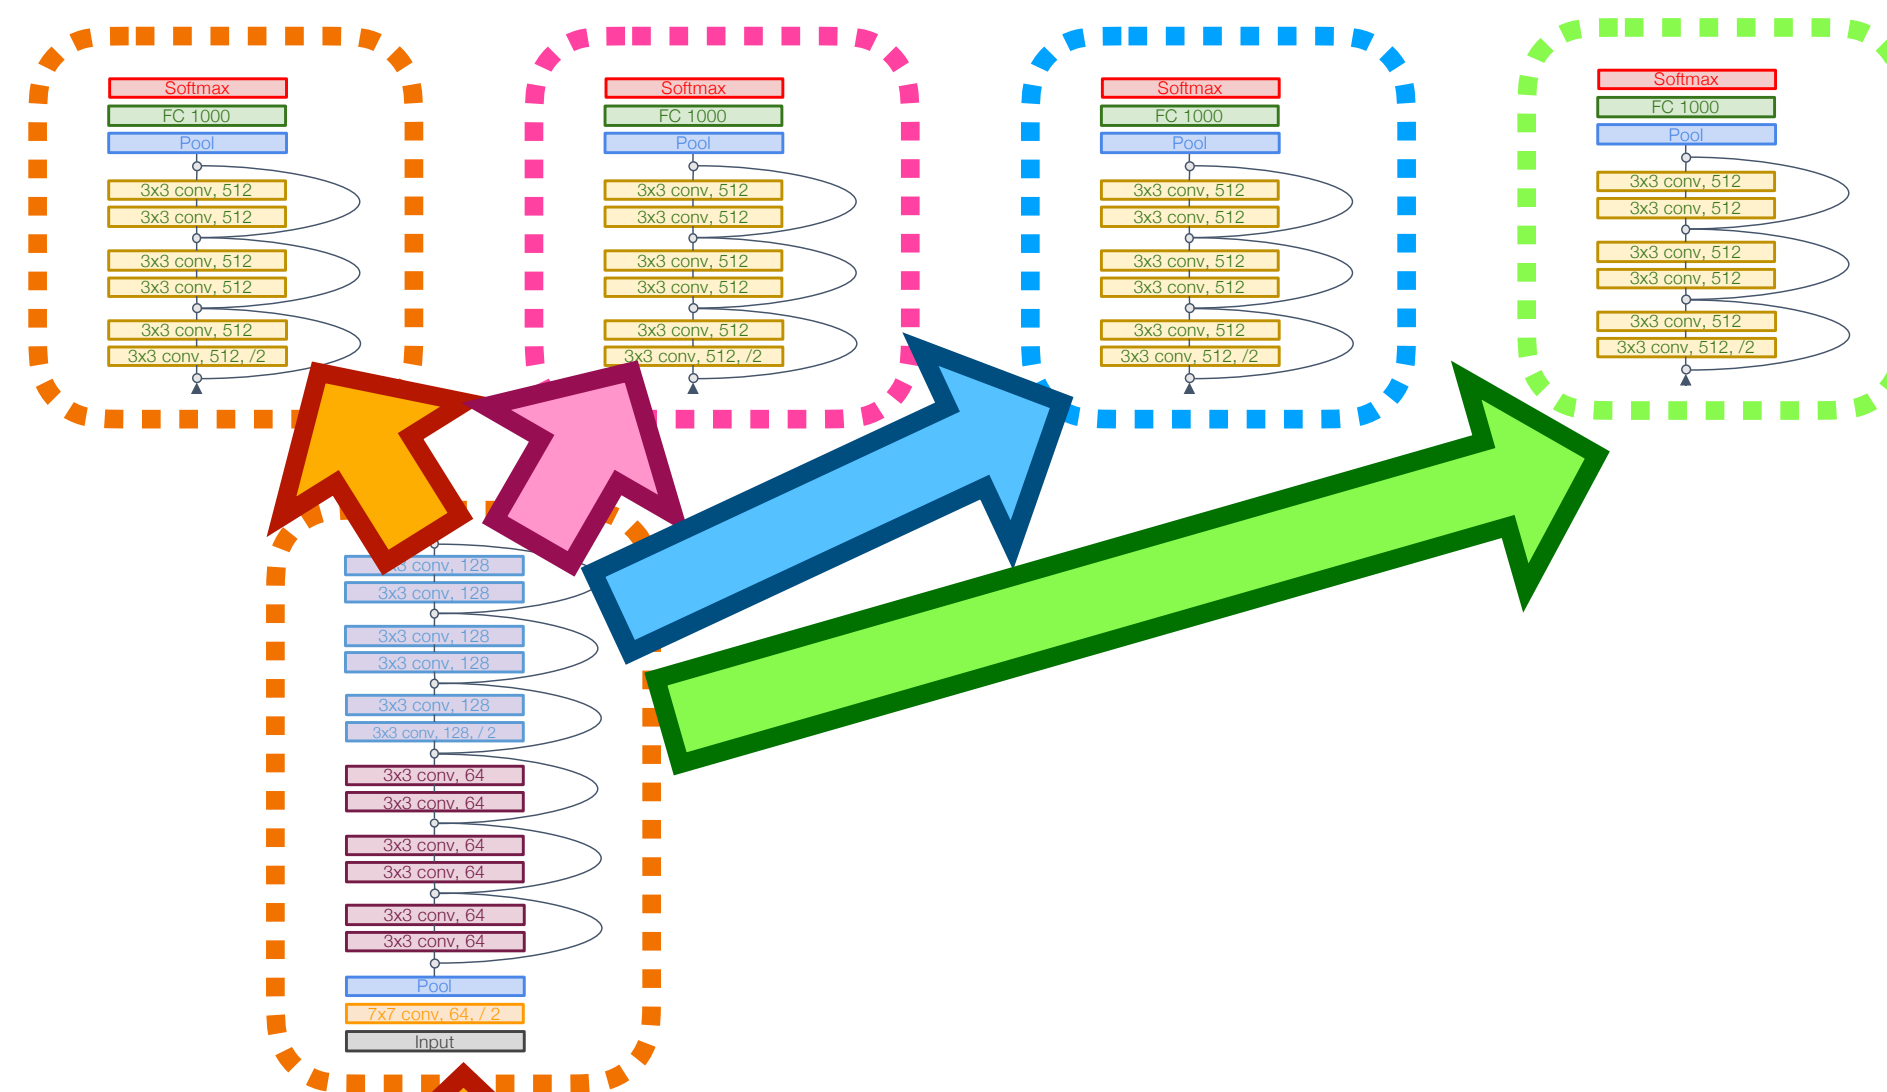 Softmax
FC 1000
Pool
3x3 conv, 512
3x3 conv, 512
3x3 conv, 512
3x3 conv, 512
3x3 conv, 512
3x3 conv, 512, /2
Softmax
FC 1000
Pool
3x3 conv, 512
3x3 conv, 512
3x3 conv, 512
3x3 conv, 512
3x3 conv, 512
3x3 conv, 512, /2
Softmax
FC 1000
Pool
3x3 conv, 512
3x3 conv, 512
3x3 conv, 512
3x3 conv, 512
3x3 conv, 512
3x3 conv, 512, /2
Softmax
FC 1000
Pool
3x3 conv, 512
3x3 conv, 512
3x3 conv, 512
3x3 conv, 512
3x3 conv, 512
3x3 conv, 512, /2
conv, 128
3x3 conv, 128
3x3 conv, 128
3x3 conv, 128
3x3 conv, 128
3x3 conv, 128, / 2
3x3 conv, 64
3x3 conv, 64
3x3 conv, 64
3x3 conv, 64
3x3 conv, 64
3x3 conv, 64
Pool
7x7 conv, 64, / 2
Input